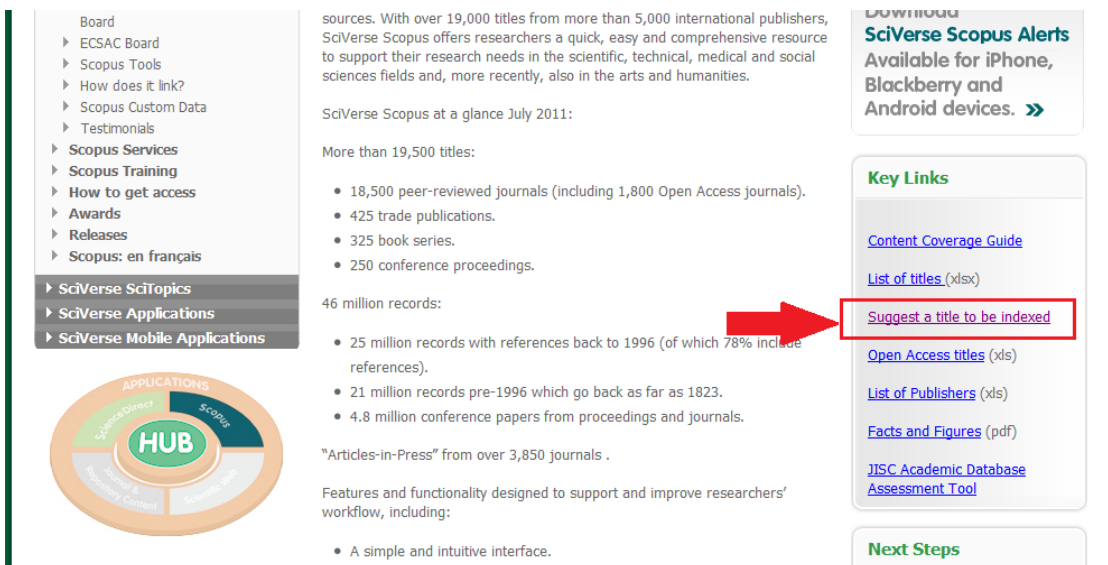 Board
ECSAC Board
Scopus Tools
How does it link?
Scopus Custom Data
Testimonials
Scopus Services
Scopus Training
How to get access
Awards
Releases
Scopus: en français
SciVerse SciTopics
SciVerse Applications
SciVerse Mobile Applications
APPLICATIONS
ScienceDirect
Scopus
HUB
Journal &
Repository Content
Scientific Web
sources. With over 19,000 titles from more than 5,000 international publishers,
SciVerse Scopus offers researchers a quick, easy and comprehensive resource
to support their research needs in the scientific, technical, medical and social
sciences fields and, more recently, also in the arts and humanities.
SciVerse Scopus at a glance July 2011:
More than 19,500 titles:
18,500 peer-reviewed journals (including 1,800 Open Access journals).
425 trade publications.
325 book series.
250 conference proceedings.
46 million records:
25 million records with references back to 1996 (of which 78% include
references).
21 million records pre-1996 which go back as far as 1823.
4.8 million conference papers from proceedings and journals.
“Articles-in-Press” from over 3,850 journals .
Features and functionality designed to support and improve researchers’
workflow, including:
A simple and intuitive interface.
Download
SciVerse Scopus Alerts
Available for iPhone,
Blackberry and
Android devices. »
Key Links
Content Coverage Guide
List of titles (xlsx)
Suggest a title to be indexed
Open Access titles (xls)
List of Publishers (xls)
Facts and Figures (pdf)
JISC Academic Database
Assessment Tool
Next Steps